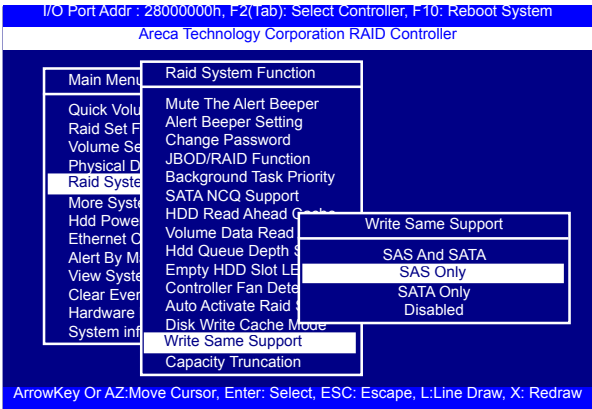 I/O Port Addr : 28000000h, F2(Tab): Select Controller, F10: Reboot System
Areca Technology Corporation RAID Controller
Main Menu
Quick Volu
Raid Set F
Volume Se
Physical D
Raid Syste
More Syste
Hdd Powe
Ethernet C
Alert By M
View Syste
Clear Even
Hardware
System inf
Raid System Function
Mute The Alert Beeper
Alert Beeper Setting
Change Password
JBOD/RAID Function
Background Task Priority
SATA NCQ Support
HDD Read Ahead Cache
Volume Data Read
Hdd Queue Depth S
Empty HDD Slot LE
Controller Fan Dete
Auto Activate Raid
Disk Write Cache Mode
Write Same Support
Capacity Truncation
Write Same Support
SAS And SATA
SAS Only
SATA Only
Disabled
ArrowKey Or AZ:Move Cursor, Enter: Select, ESC: Escape, L:Line Draw, X: Redraw